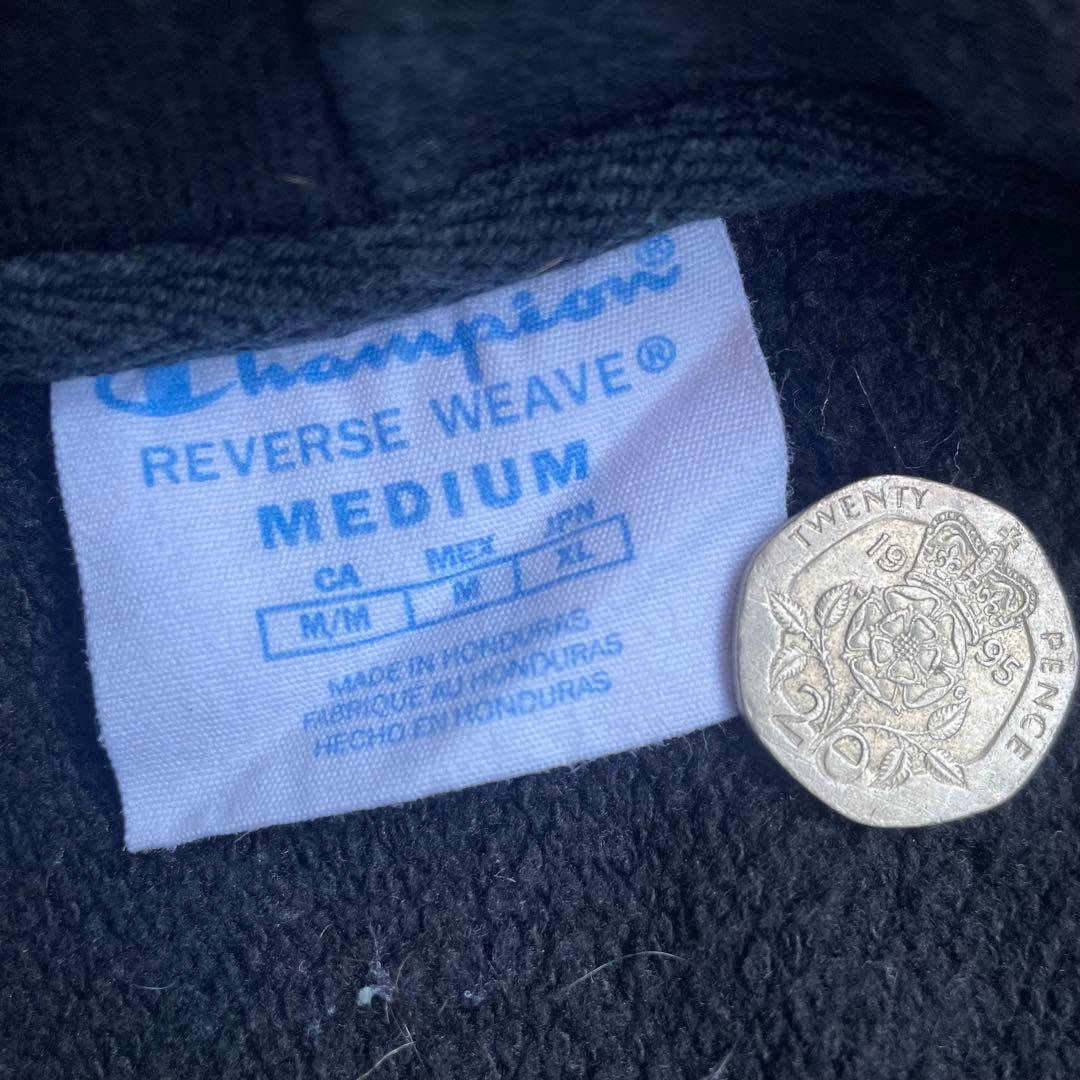 Champion®
REVERSE WEAVE®
MEDIUM
CA MEX JPN
M/M M XL
MADE IN HONDURAS
FABRIQUE AU HONDURAS
HECHO EN HONDURAS
TWENTY PENCE
1995
20